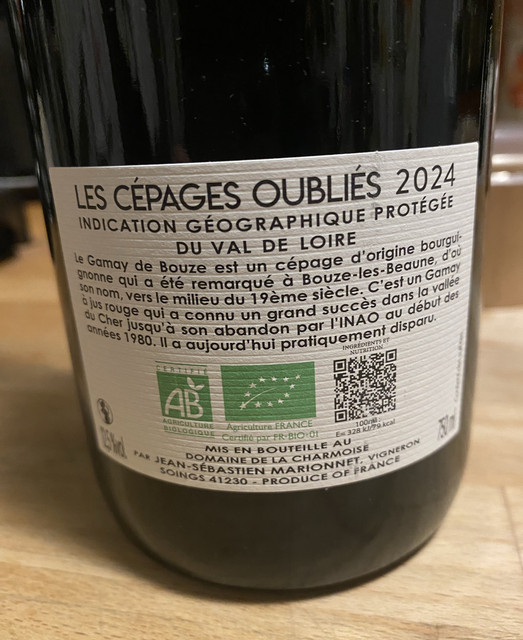 LES CÉPAGES OUBLIÉS 2024
INDICATION GÉOGRAPHIQUE PROTÉGÉE
DU VAL DE LOIRE
Le Gamay de Bouze est un cépage d'origine bourgui-
gnonne qui a été remarqué à Bouze-les-Beaune, d'où
son nom, vers le milieu du 19ème siècle. C'est un Gamay
à jus rouge qui a connu un grand succès dans la vallée
du Cher jusqu'à son abandon par l'INAO au début des
années 1980. Il a aujourd'hui pratiquement disparu.
INGRÉDIENTS ET
NUTRITION
AB
AGRICULTURE
BIOLOGIQUE
Agriculture FRANCE
Certifié par FR-BIO-01
100ml
E= 328 kJ/79 kcal
750 ml
MIS EN BOUTEILLE AU
DOMAINE DE LA CHARMOISE
PAR JEAN-SÉBASTIEN MARIONNET, VIGNERON
SOINGS 41230 - PRODUCE OF FRANCE